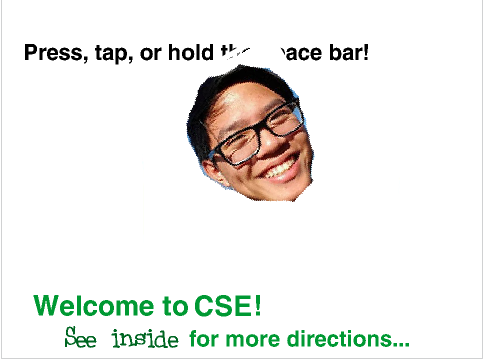 Press, tap, or hold the space bar!
Welcome to CSE!
See inside for more directions...